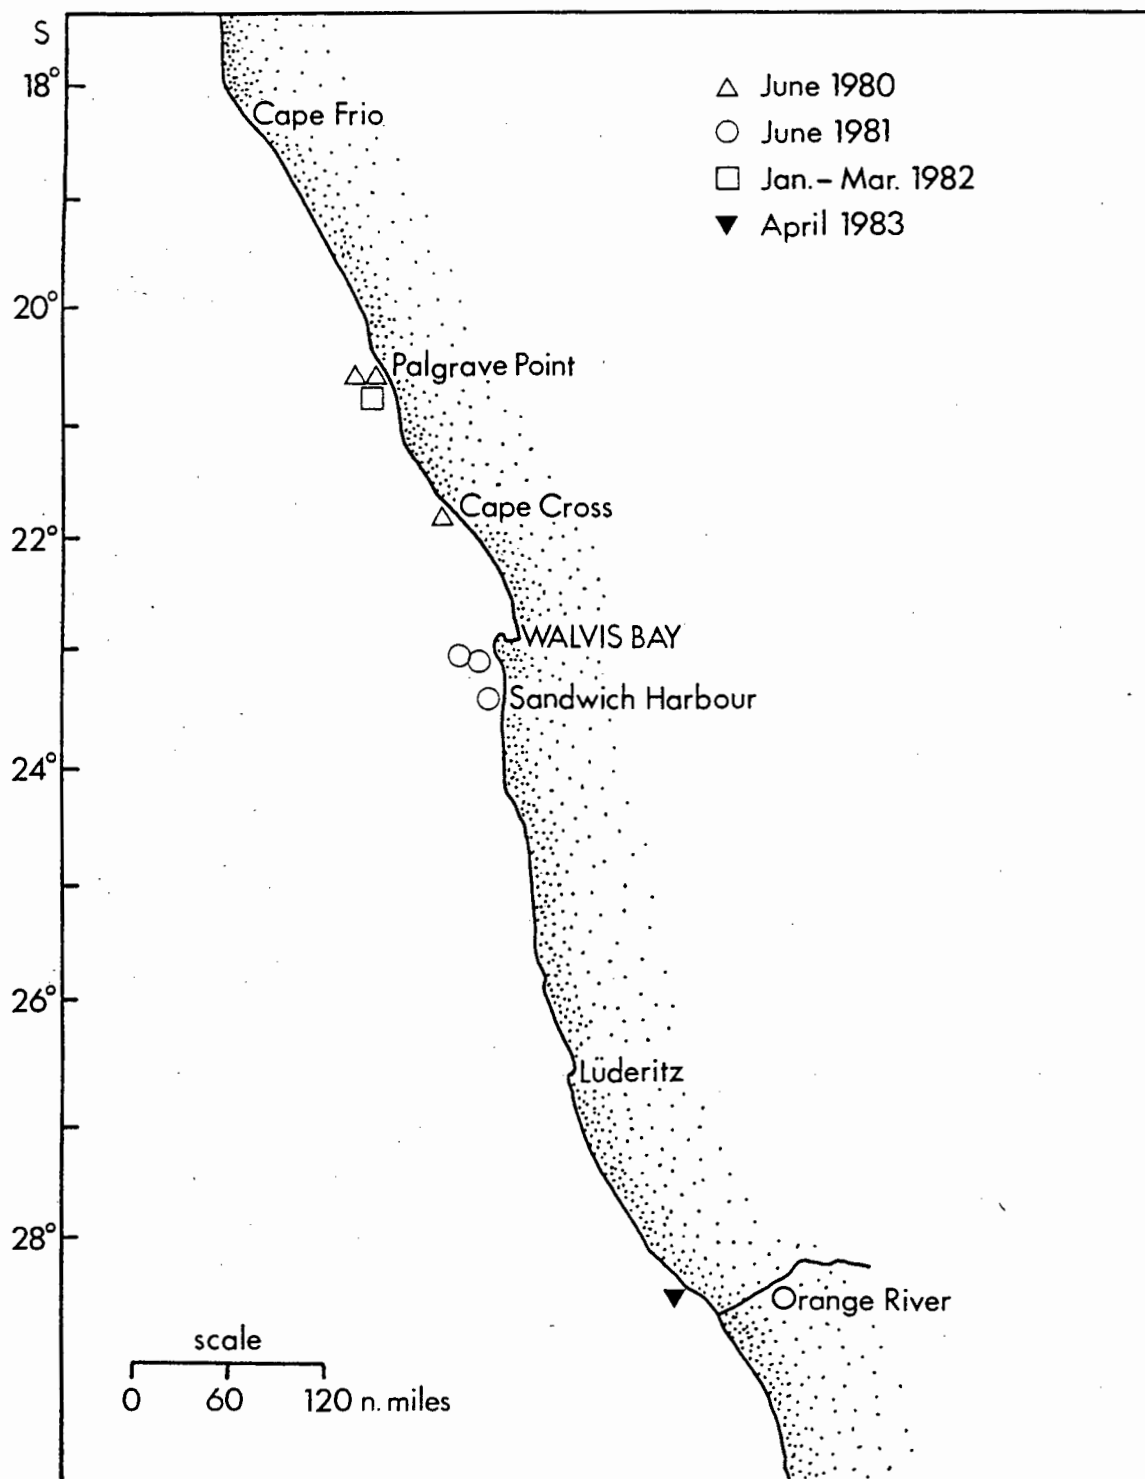 S
18°
Cape Frio
△ June 1980
○ June 1981
□ Jan.– Mar. 1982
▼ April 1983
20°
Palgrave Point
Cape Cross
22°
WALVIS BAY
Sandwich Harbour
24°
26°
Lüderitz
28°
Orange River
scale
0 60 120 n. miles